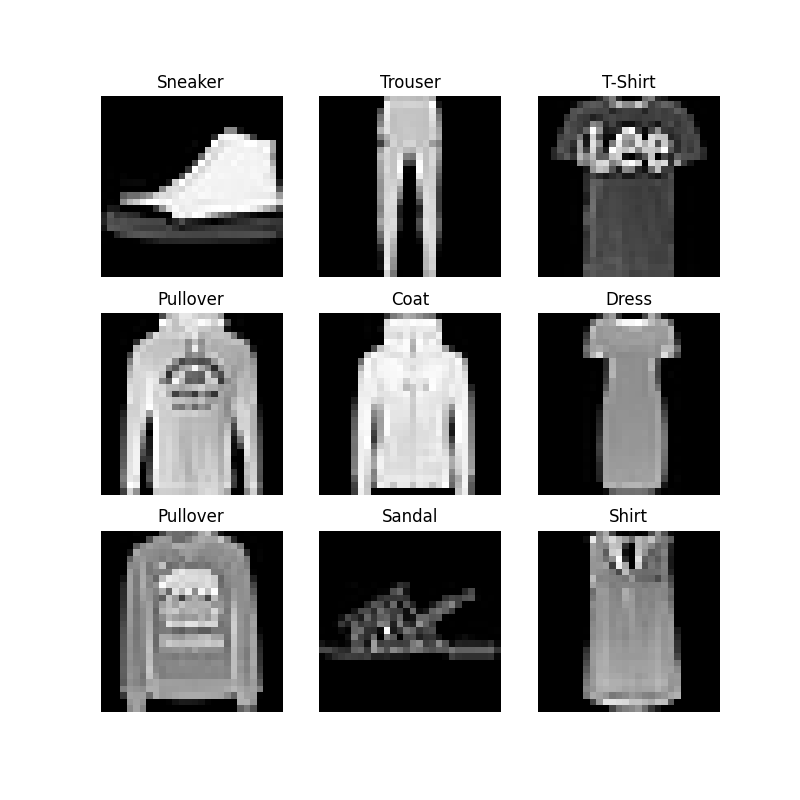 Sneaker
Trouser
T-Shirt
Lee
Pullover
Coat
Dress
Pullover
Sandal
Shirt